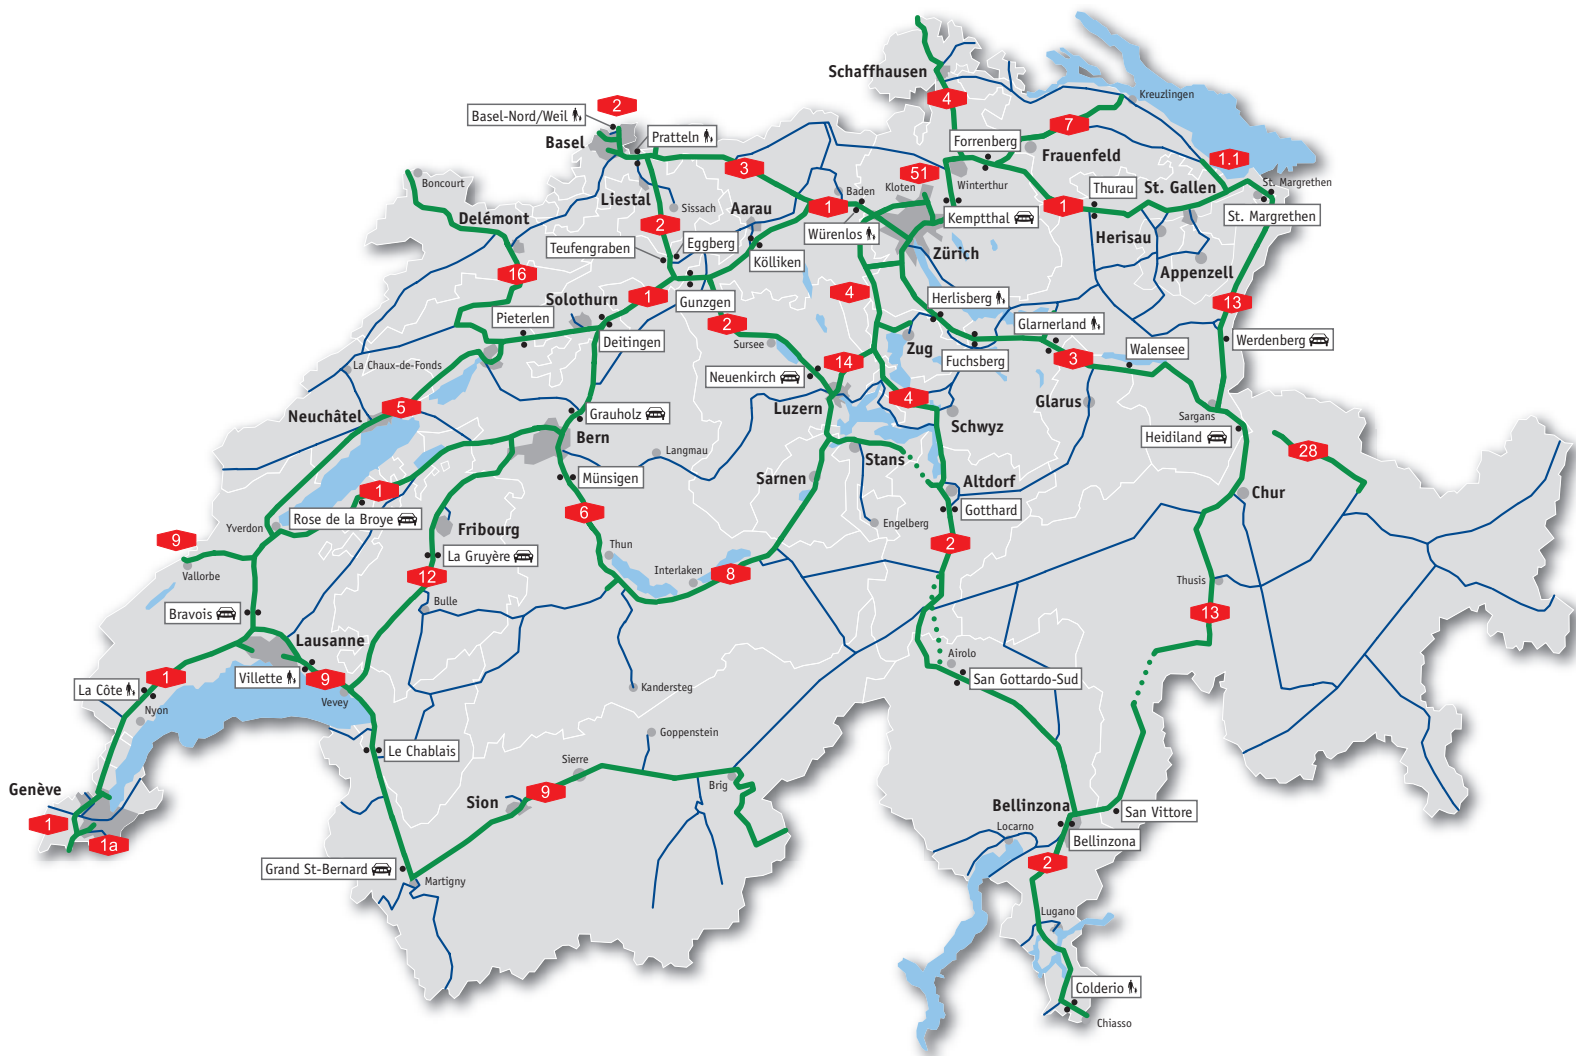 Schaffhausen
4
Kreuzlingen
2
Basel-Nord/Weil
Basel
Pratteln
7
Forrenberg
Frauenfeld
3
51
Kloten
Winterthur
1.1
Boncourt
Baden
Thurau
St. Gallen
St. Margrethen
Liestal
Sissach
Aarau
1
Kemptthal
1
St. Margrethen
Delémont
2
Teufengraben
Eggberg
Würenlos
Zürich
Herisau
Kölliken
Appenzell
16
Solothurn
1
Gunzgen
4
Herlisberg
13
Pieterlen
2
Glarnerland
Deitingen
Sursee
Zug
Fuchsberg
Werdenberg
La Chaux-de-Fonds
14
3
Walensee
Neuenkirch
Neuchâtel
5
Grauholz
Luzern
4
Glarus
Sargans
Schwyz
Bern
Heidiland
Langmau
Stans
28
Münsigen
Sarnen
Altdorf
1
Chur
Rose de la Broye
6
Gotthard
Yverdon
Fribourg
Engelberg
9
La Gruyère
Thun
2
Vallorbe
Interlaken
8
12
Thusis
Bulle
Bravois
13
Lausanne
Airolo
1
Villette
9
San Gottardo-Sud
La Côte
Vevey
Kandersteg
Nyon
Goppenstein
Le Chablais
Sierre
Genève
9
Brig
Sion
Bellinzona
San Vittore
1
Locarno
1a
Bellinzona
2
Grand St-Bernard
Martigny
Lugano
Colderio
Chiasso